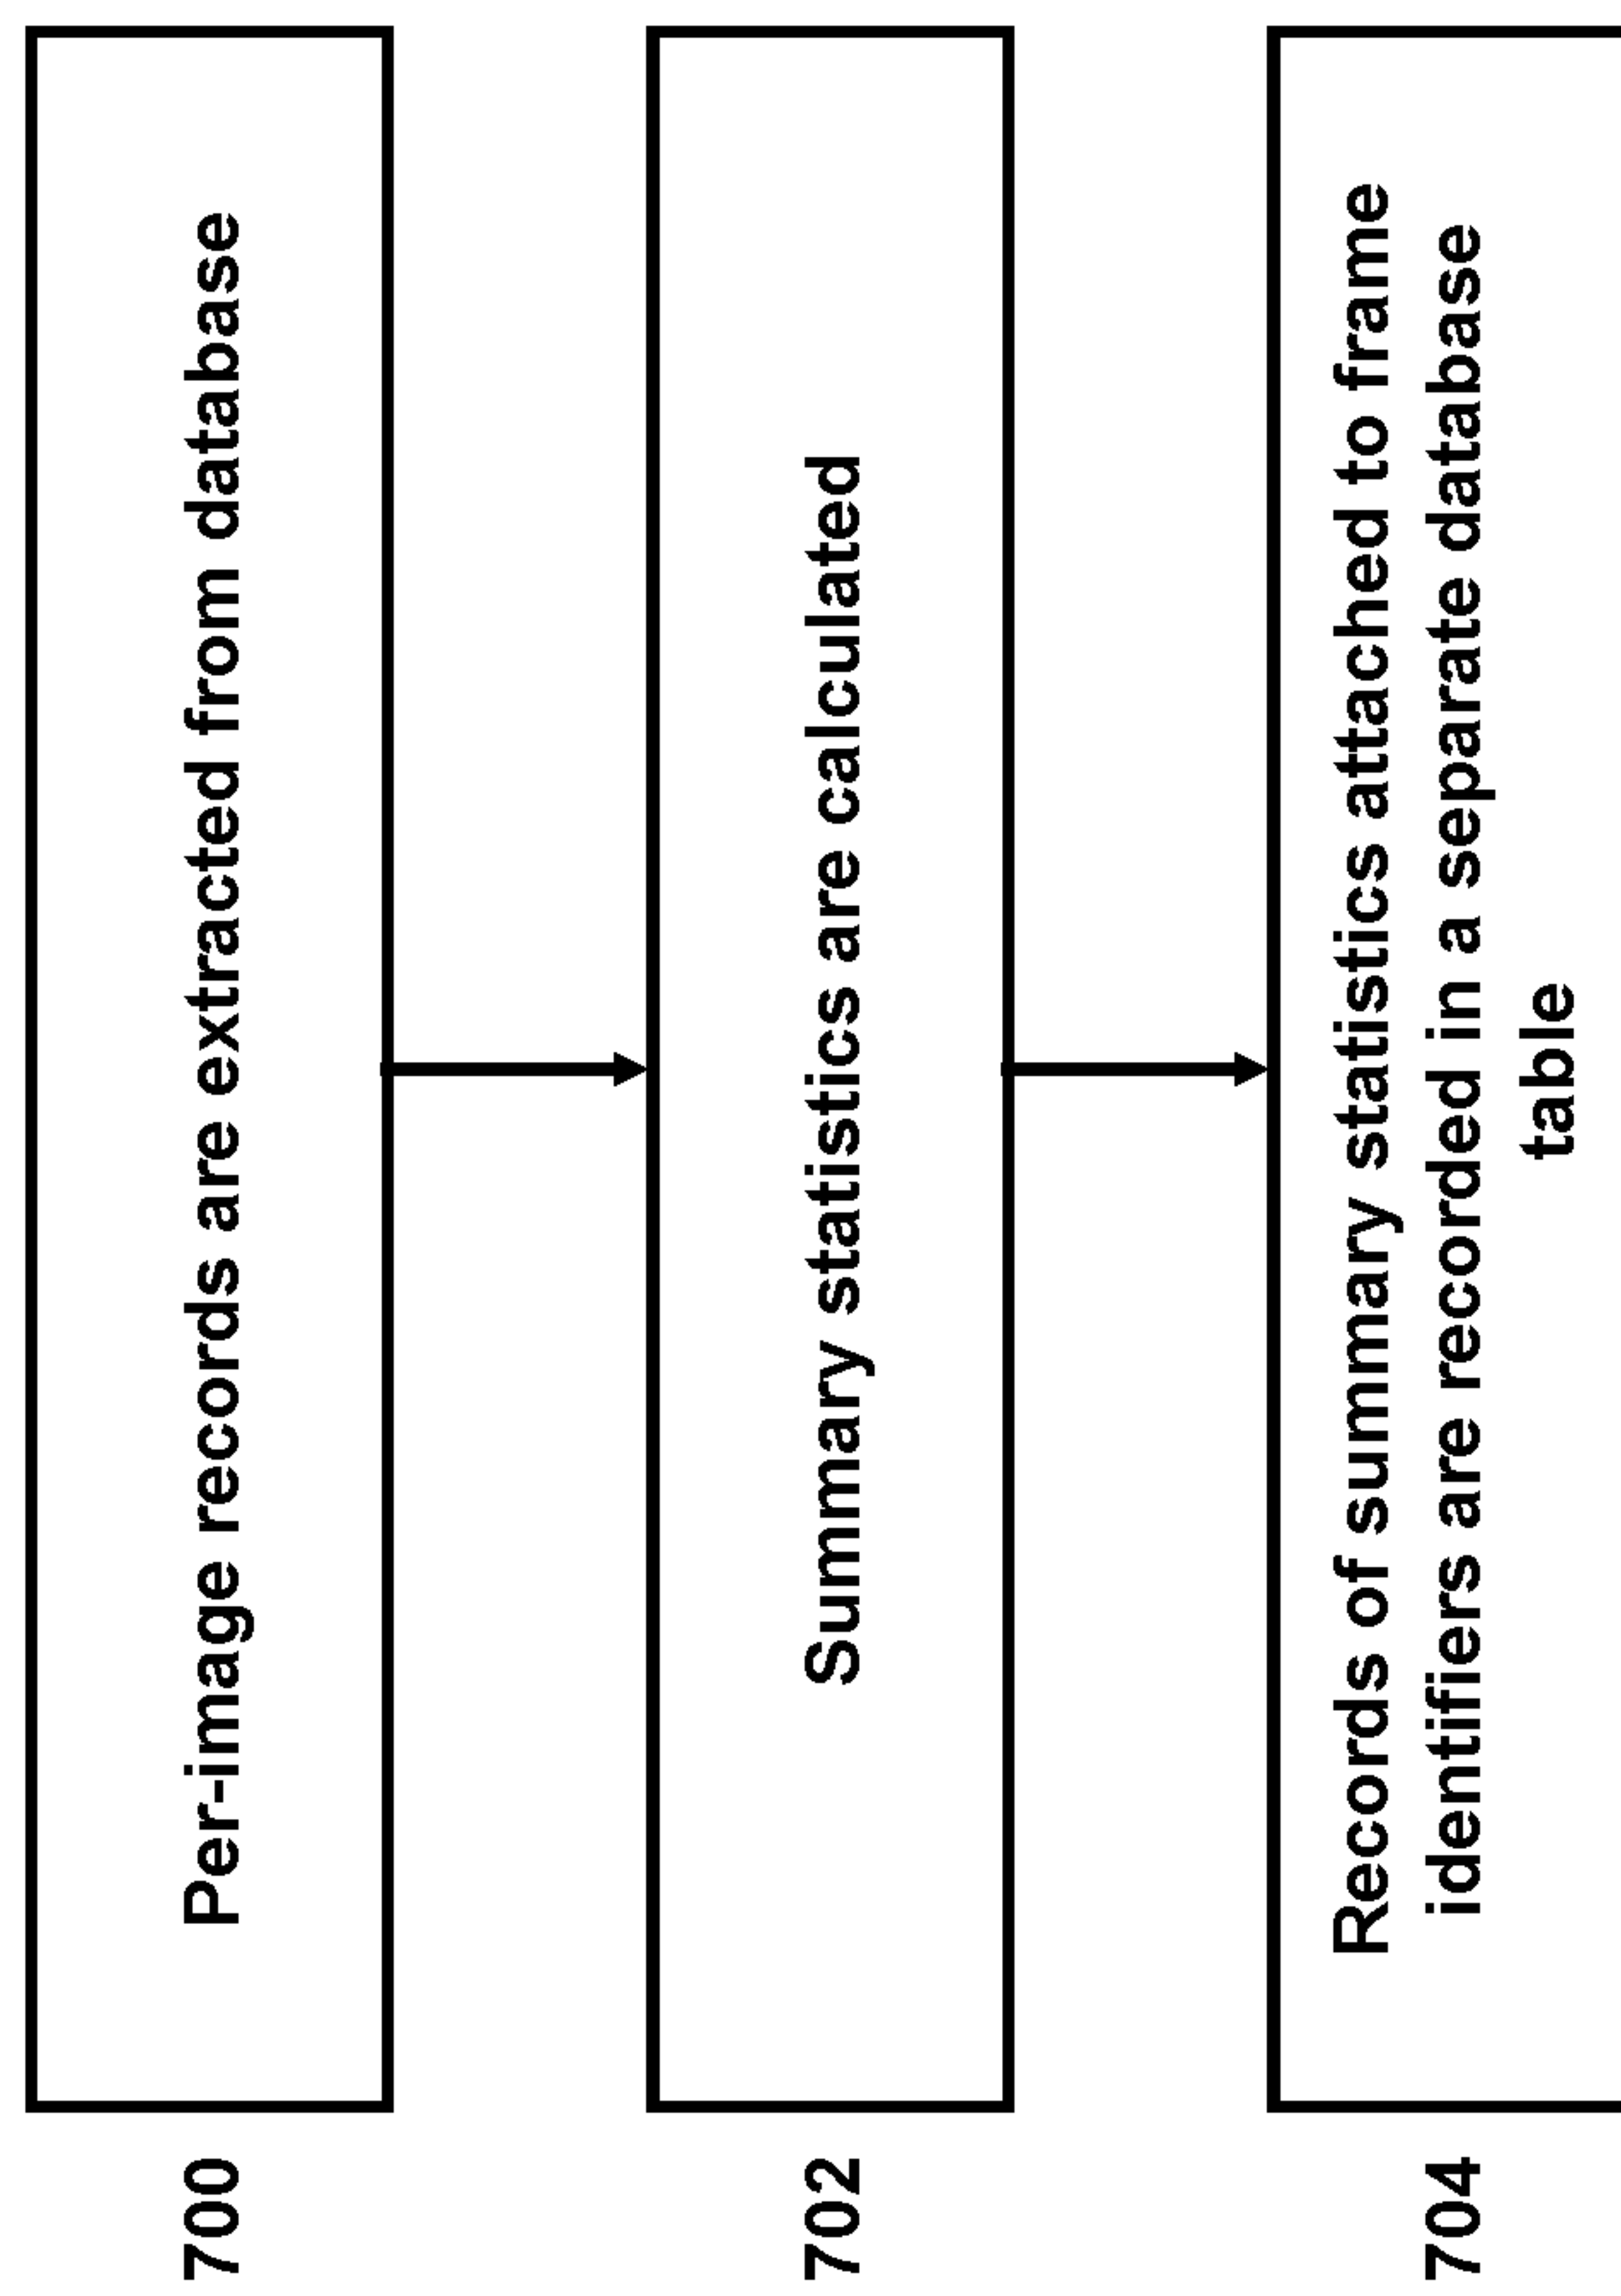 700
Per-image records are extracted from database
702
Summary statistics are calculated
704
Records of summary statistics attached to frame
identifiers are recorded in a separate database
table